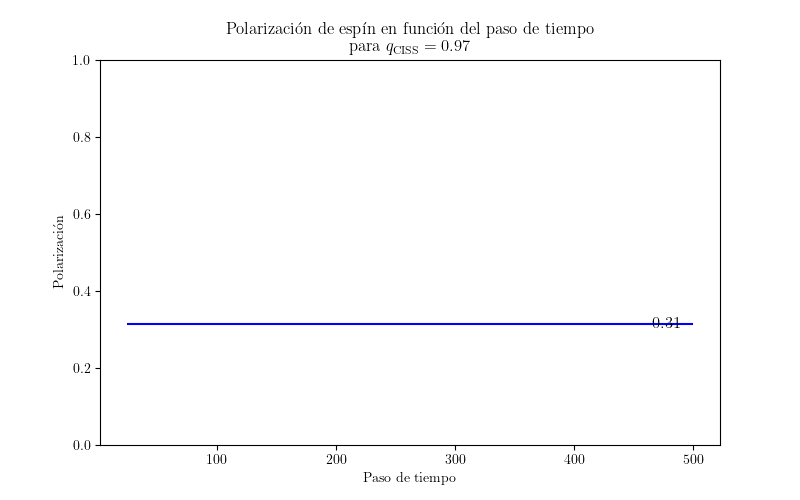 Polarización de espín en función del paso de tiempo
para q_CISS = 0.97
1.0
0.8
0.6
0.4
0.2
0.0
Polarización
0.31
100 200 300 400 500
Paso de tiempo